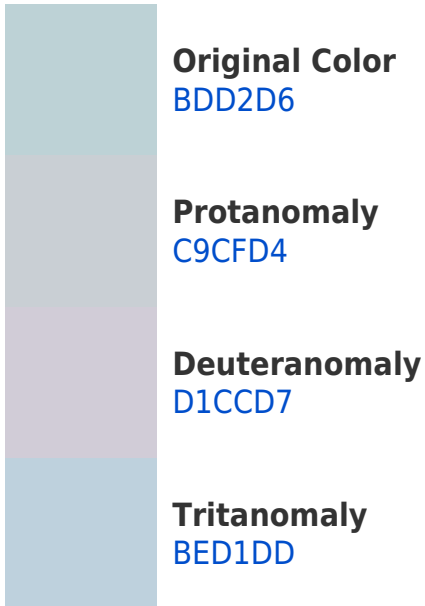 Original Color
BDD2D6
Protanomaly
C9CFD4
Deuteranomaly
D1CCD7
Tritanomaly
BED1DD